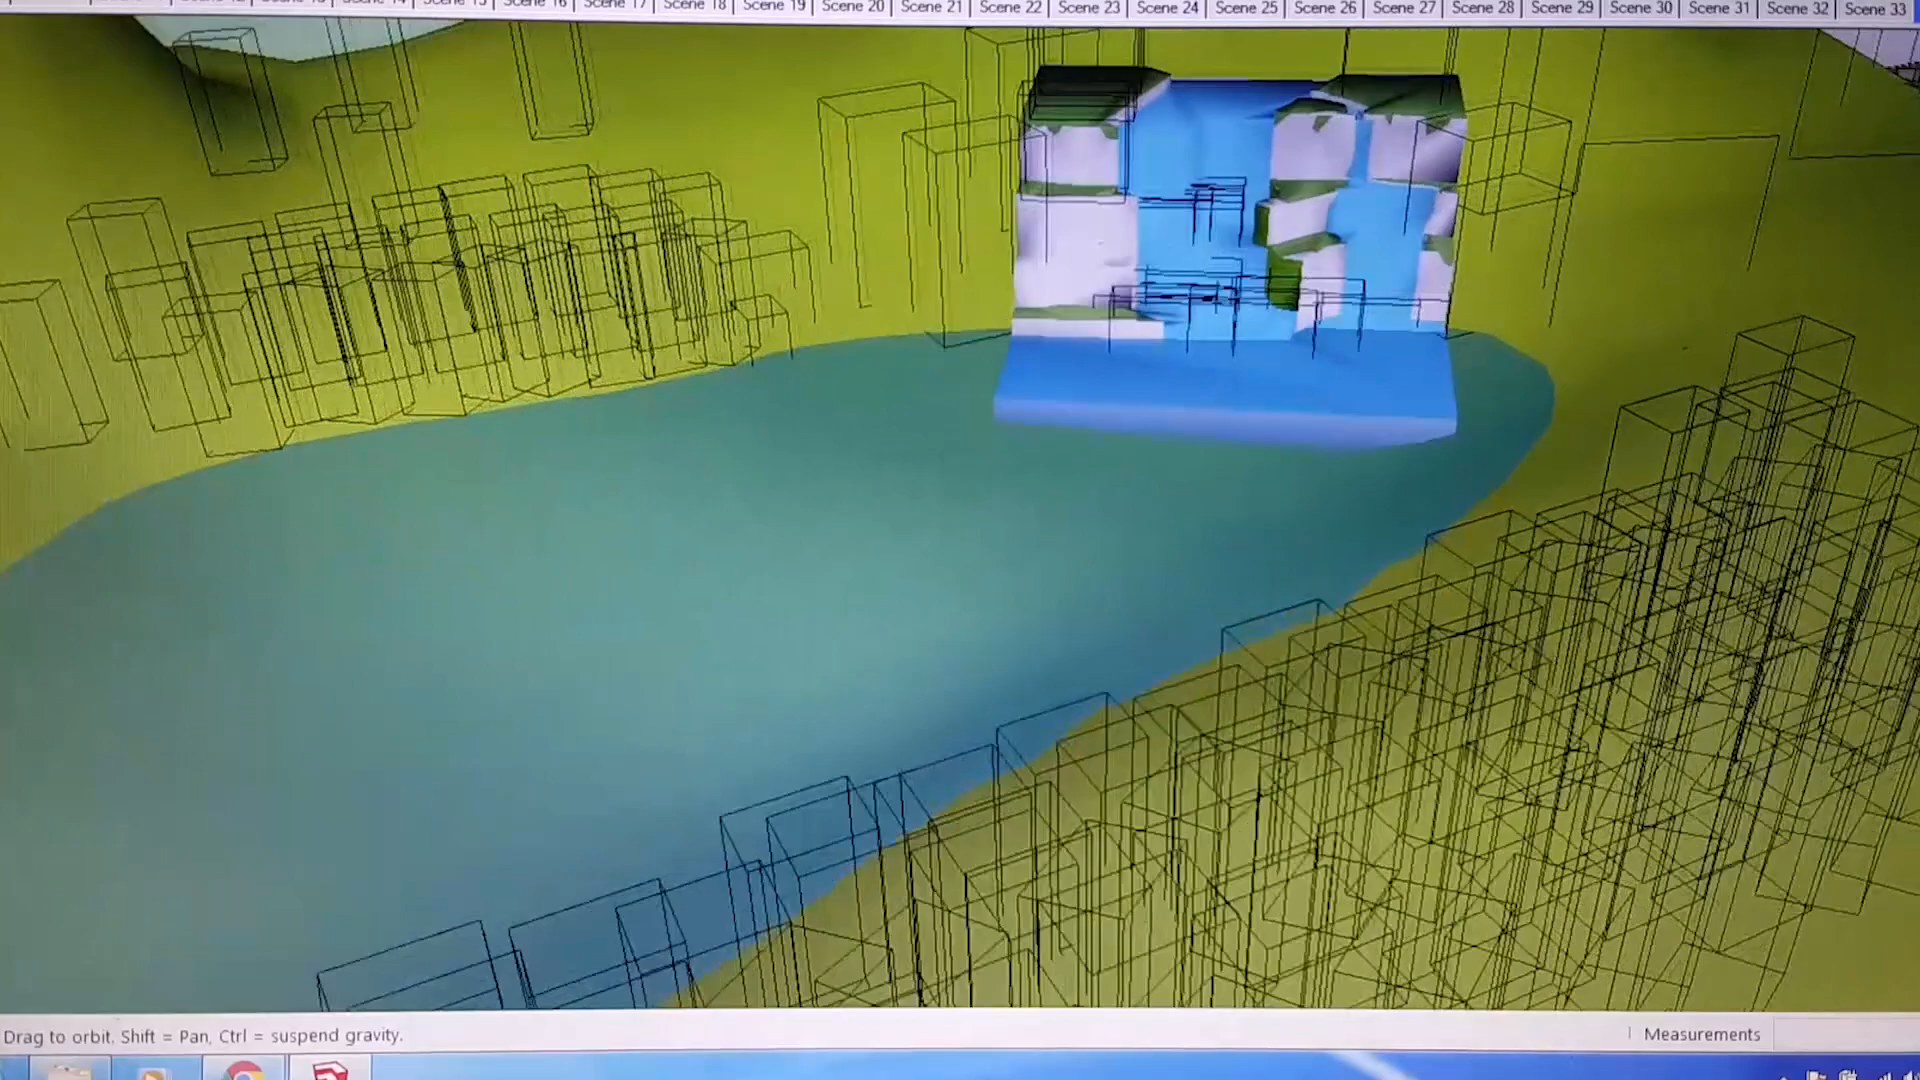 Scene 16 Scene 17 Scene 18 Scene 19 Scene 20 Scene 21 Scene 22 Scene 23 Scene 24 Scene 25 Scene 26 Scene 27 Scene 28 Scene 29 Scene 30 Scene 31 Scene 32 Scene 33
Drag to orbit. Shift = Pan, Ctrl = suspend gravity.
Measurements